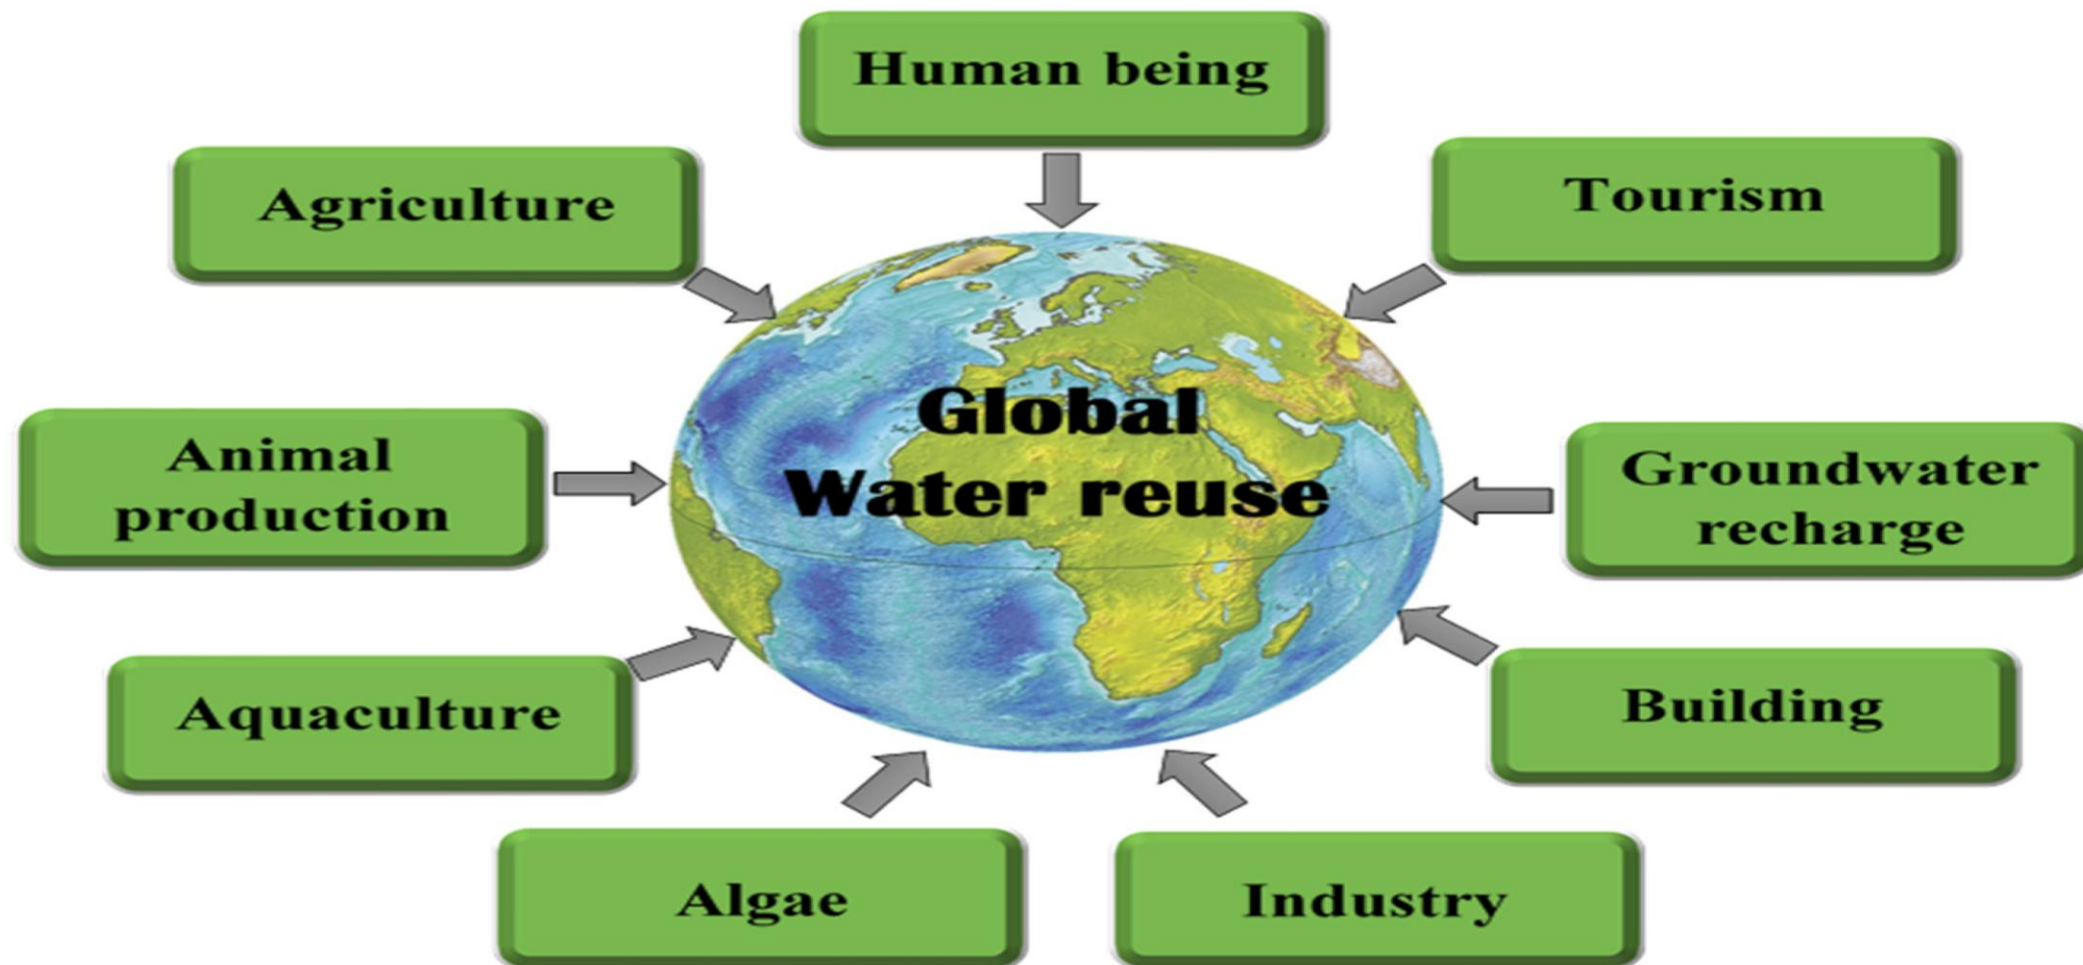 Human being
Agriculture
Tourism
Global
Water reuse
Animal
production
Groundwater
recharge
Aquaculture
Building
Algae
Industry